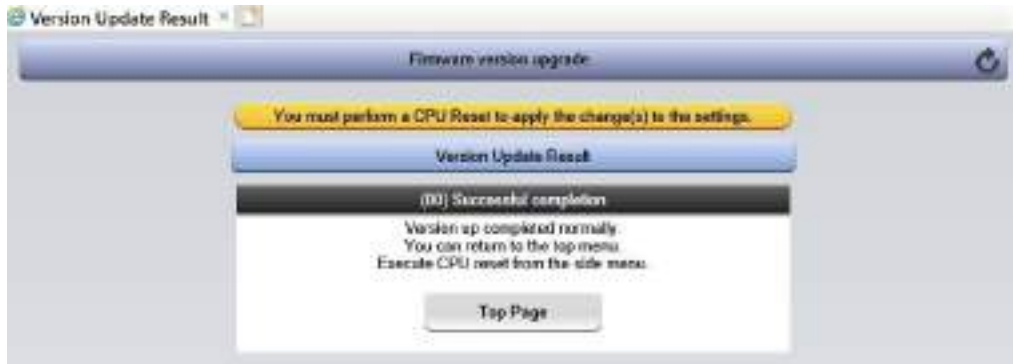 Version Update Result
Firmware version upgrade
You must perform a CPU Reset to apply the change(s) to the settings.
Version Update Result
(00) Successful completion
Version up completed normally.
You can return to the top menu.
Execute CPU reset from the side menu.
Top Page